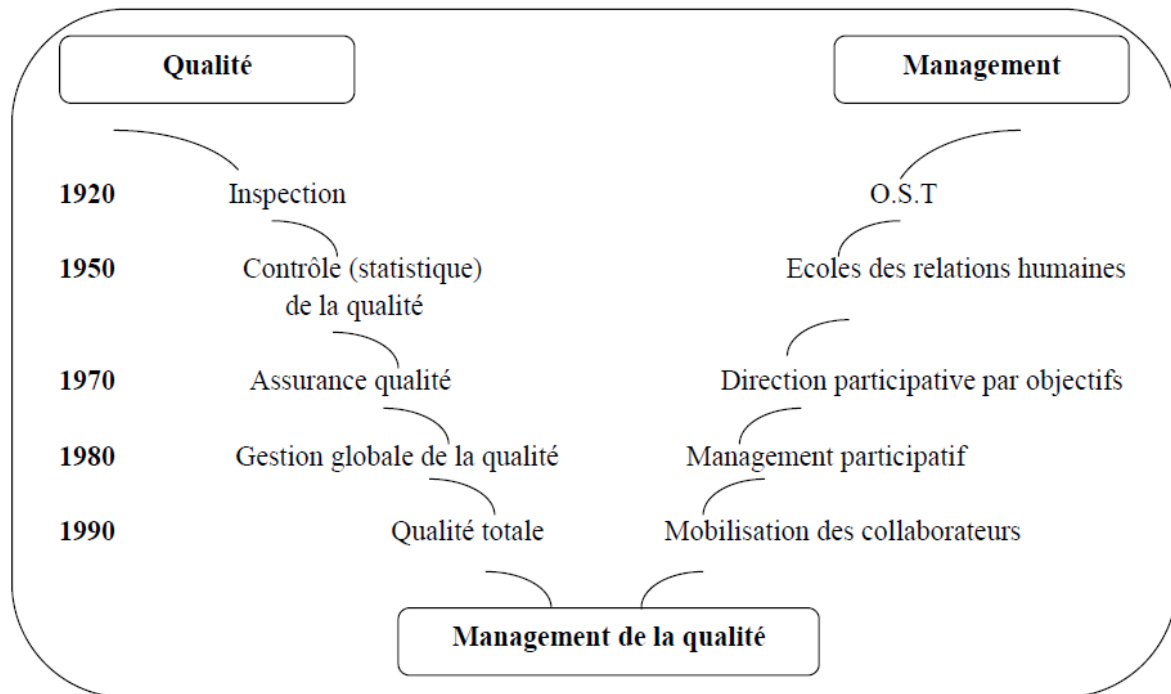 Qualité
Management
1920 Inspection O.S.T
1950 Contrôle (statistique) Ecoles des relations humaines
de la qualité
1970 Assurance qualité Direction participative par objectifs
1980 Gestion globale de la qualité Management participatif
1990 Qualité totale Mobilisation des collaborateurs
Management de la qualité